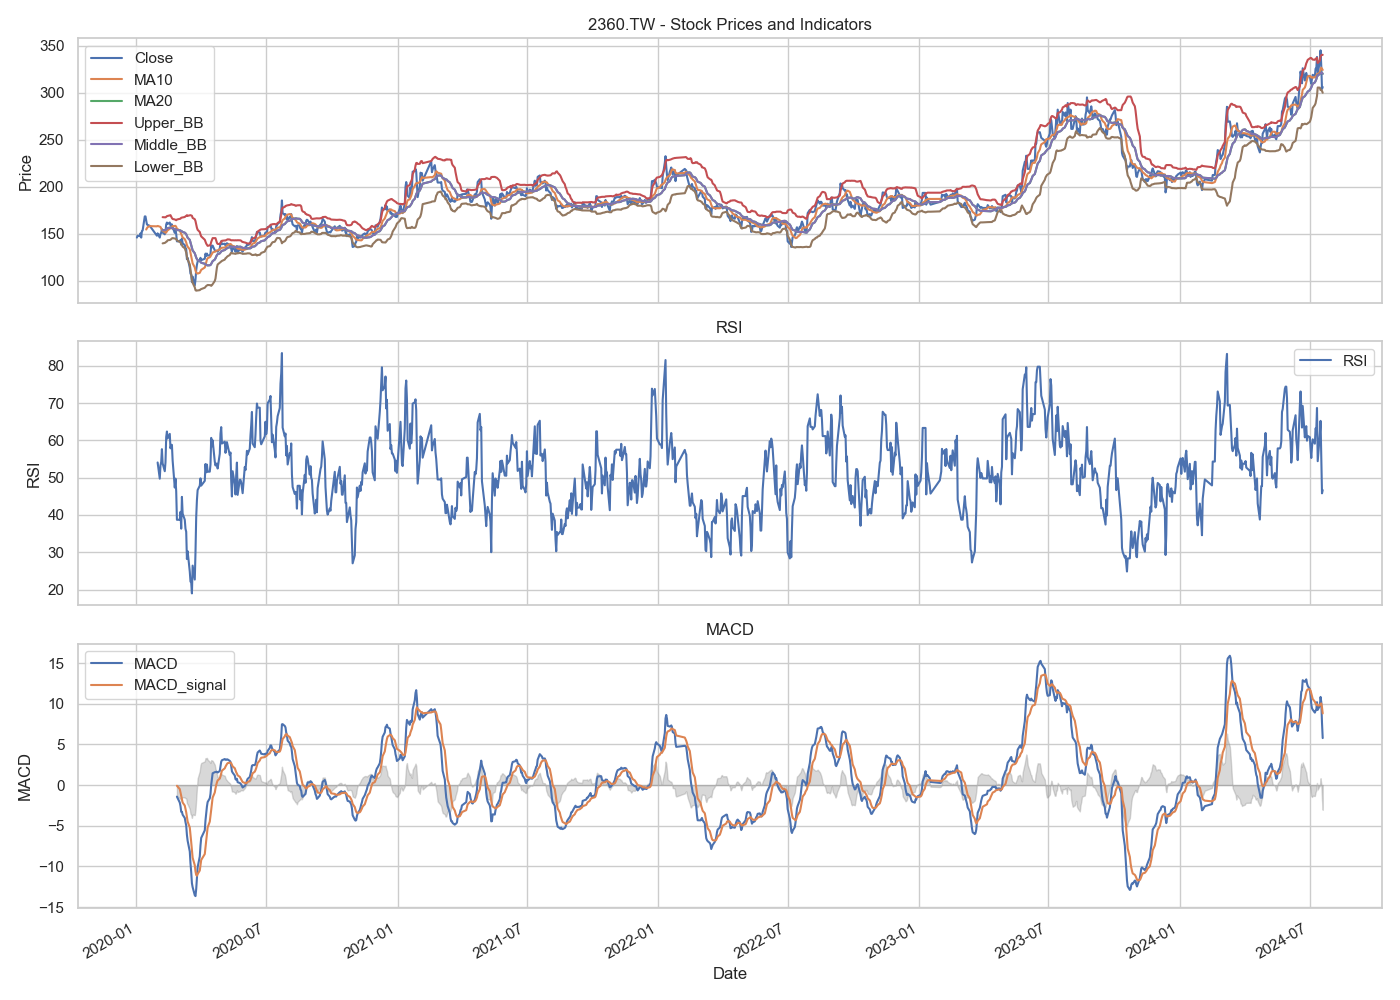 2360.TW - Stock Prices and Indicators
Close
MA10
MA20
Upper_BB
Middle_BB
Lower_BB
Price
350
300
250
200
150
100
RSI
RSI
RSI
80
70
60
50
40
30
20
MACD
MACD
MACD_signal
MACD
15
10
5
0
−5
−10
−15
2020-01
2020-07
2021-01
2021-07
2022-01
2022-07
2023-01
2023-07
2024-01
2024-07
Date